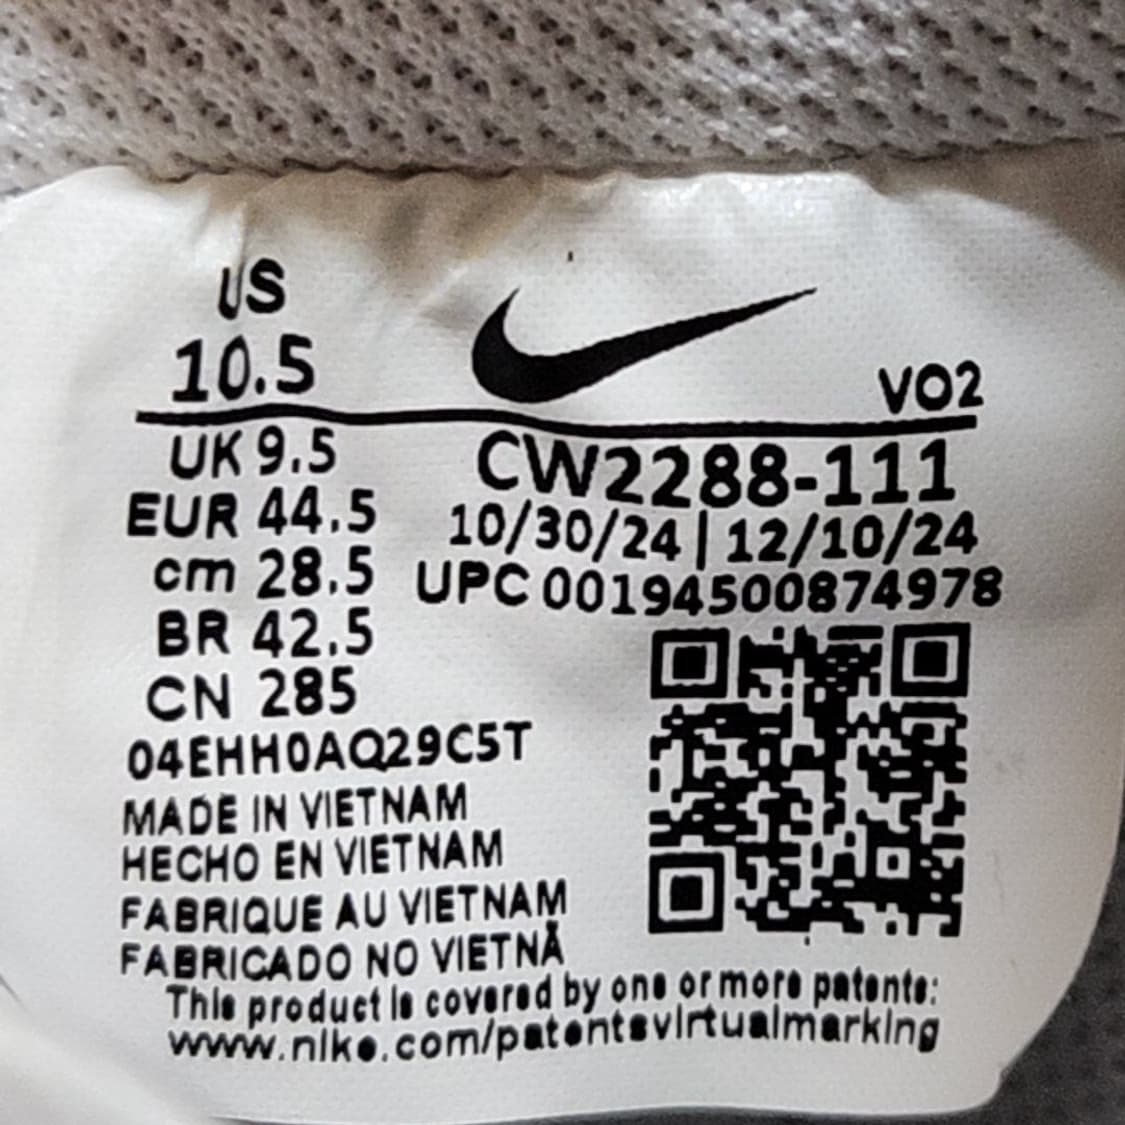 US
10.5
VO2
UK 9.5
EUR 44.5
cm 28.5
BR 42.5
CN 285
CW2288-111
10/30/24 | 12/10/24
UPC 00194500874978
04EHH0AQ29C5T
MADE IN VIETNAM
HECHO EN VIETNAM
FABRIQUE AU VIETNAM
FABRICADO NO VIETNÃ
This product is covered by one or more patents:
www.nike.com/patentsvirtualmarking